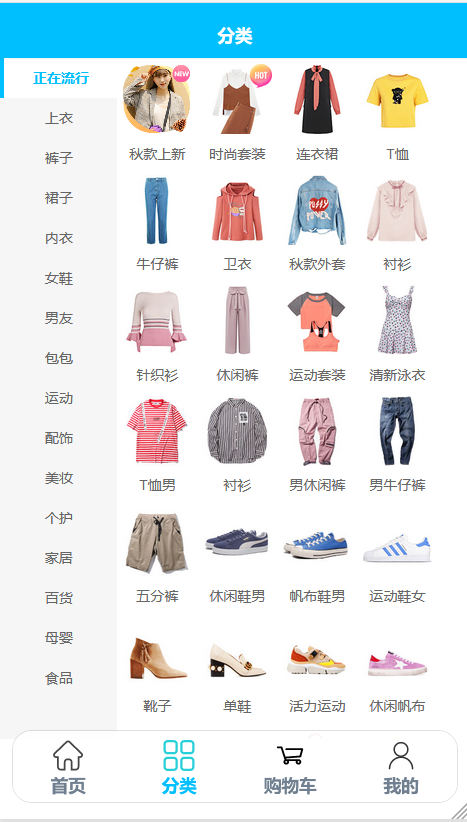 分类
正在流行
上衣
裤子
裙子
内衣
女鞋
男友
包包
运动
配饰
美妆
个护
家居
百货
母婴
食品
NEW
HOT
秋款上新 时尚套装 连衣裙 T恤
牛仔裤 卫衣 秋款外套 衬衫
针织衫 休闲裤 运动套装 清新泳衣
T恤男 衬衫 男休闲裤 男牛仔裤
五分裤 休闲鞋男 帆布鞋男 运动鞋女
靴子 单鞋 活力运动 休闲帆布
首页 分类 购物车 我的